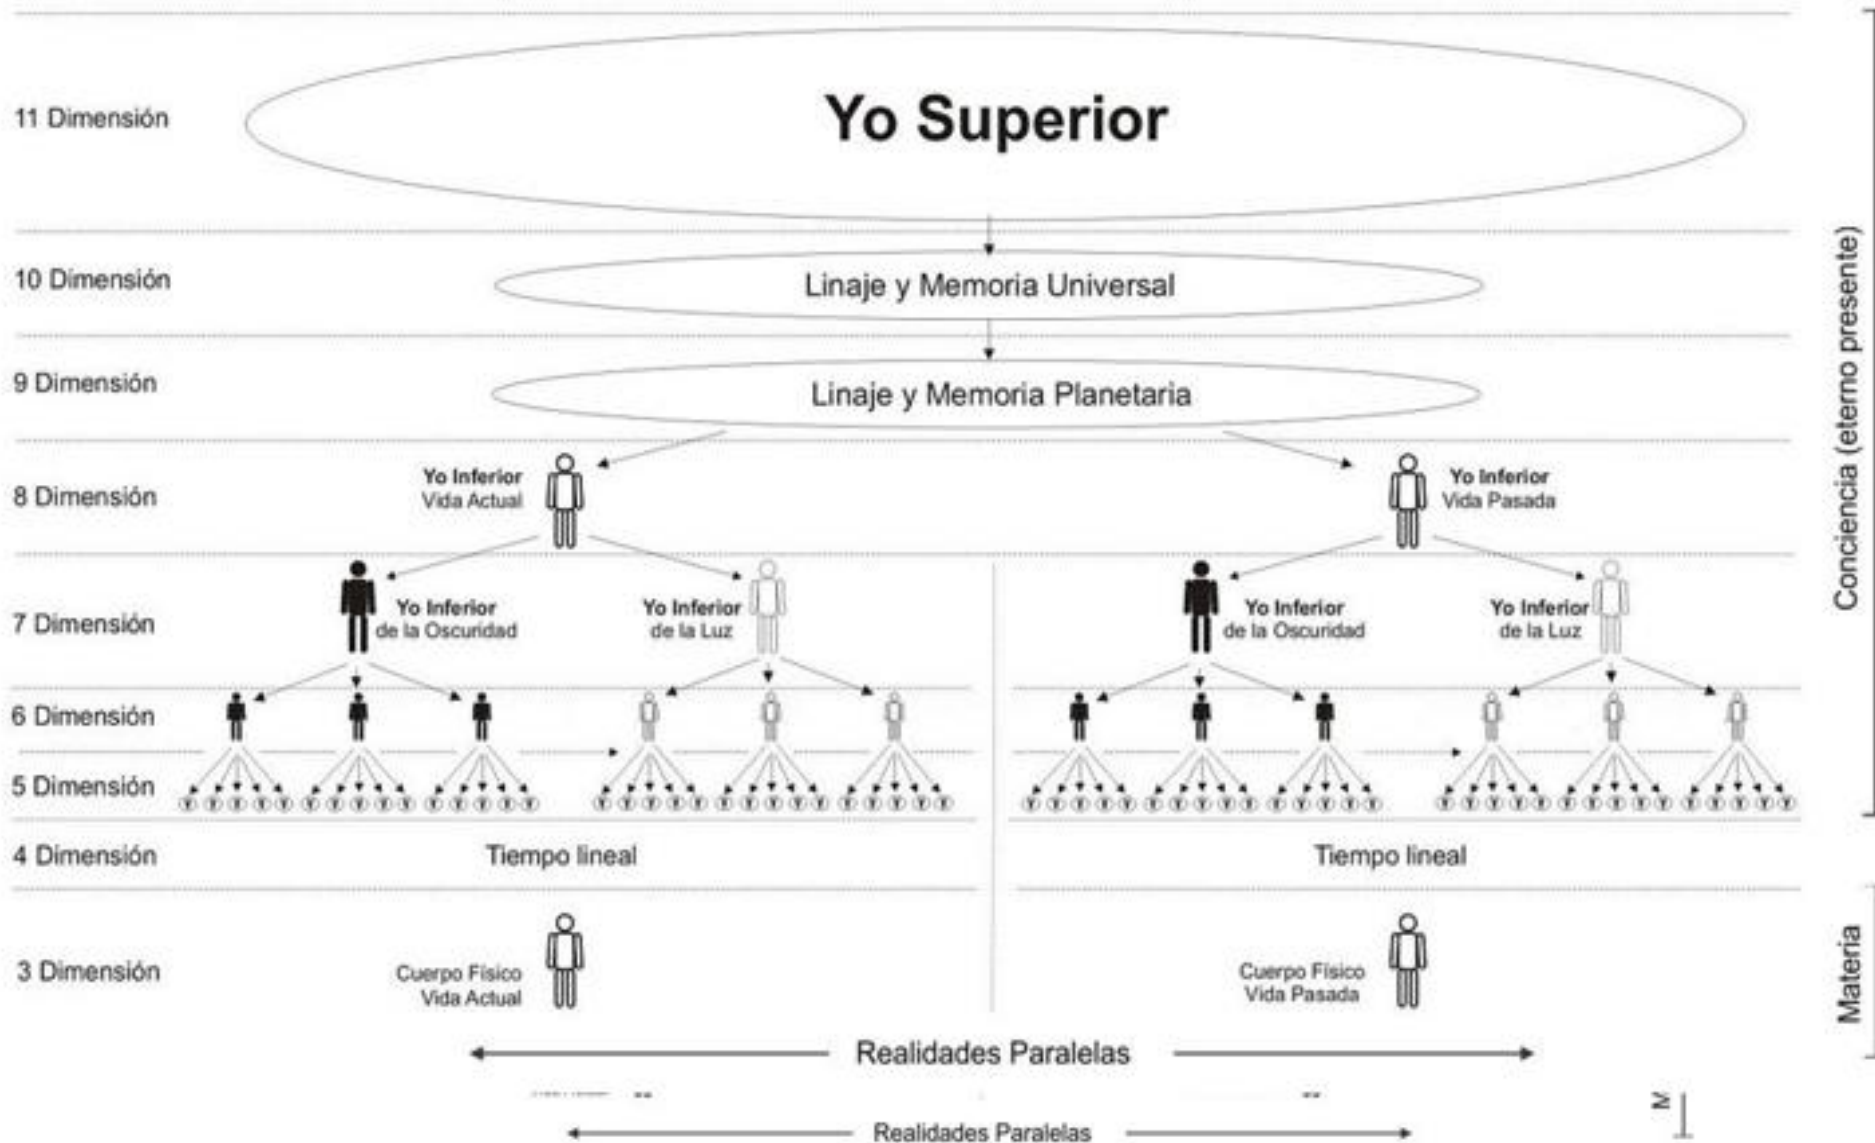 Yo Superior
11 Dimensión
10 Dimensión
Linaje y Memoria Universal
9 Dimensión
Linaje y Memoria Planetaria
8 Dimensión
Yo Inferior
Vida Actual
Yo Inferior
Vida Pasada
7 Dimensión
Yo Inferior
de la Oscuridad
Yo Inferior
de la Luz
Yo Inferior
de la Oscuridad
Yo Inferior
de la Luz
6 Dimensión
5 Dimensión
4 Dimensión
Tiempo lineal
Tiempo lineal
3 Dimensión
Cuerpo Físico
Vida Actual
Cuerpo Físico
Vida Pasada
Realidades Paralelas
Realidades Paralelas
Conciencia (eterno presente)
Materia
M